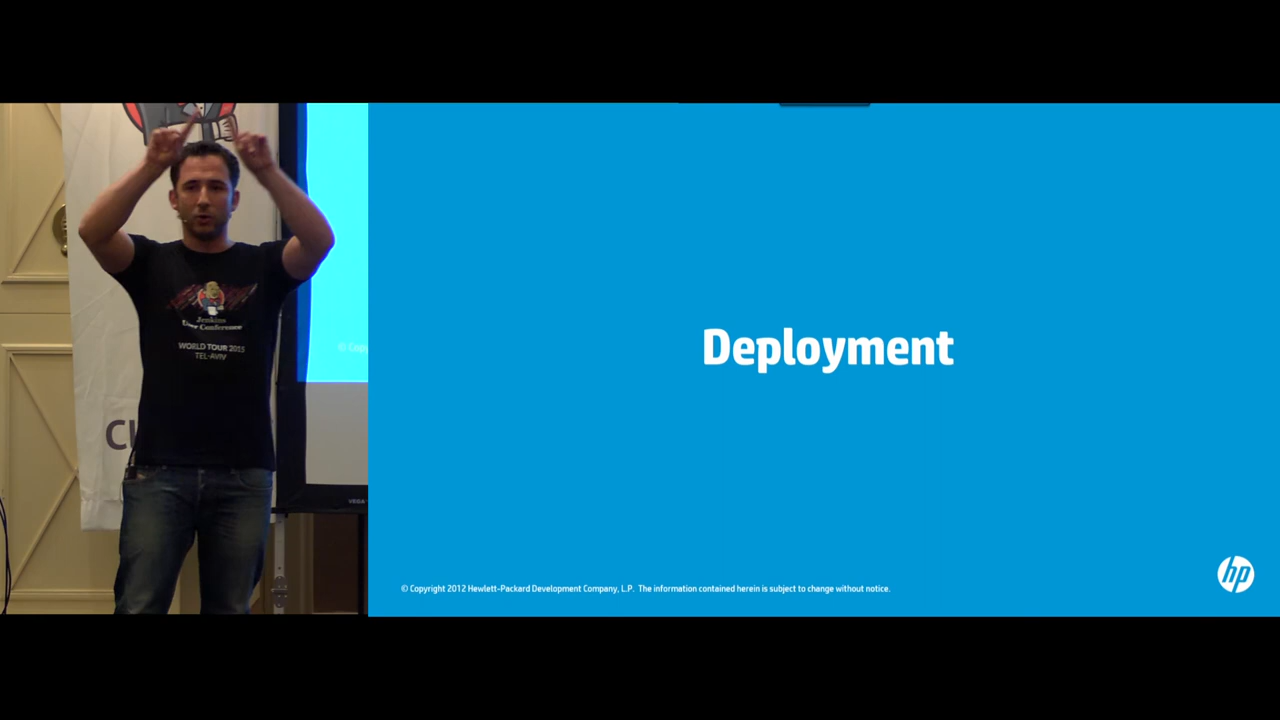 Jenkins
User Conference
WORLD TOUR 2015
TEL-AVIV
Deployment
© Copyright 2012 Hewlett-Packard Development Company, L.P. The information contained herein is subject to change without notice.
hp